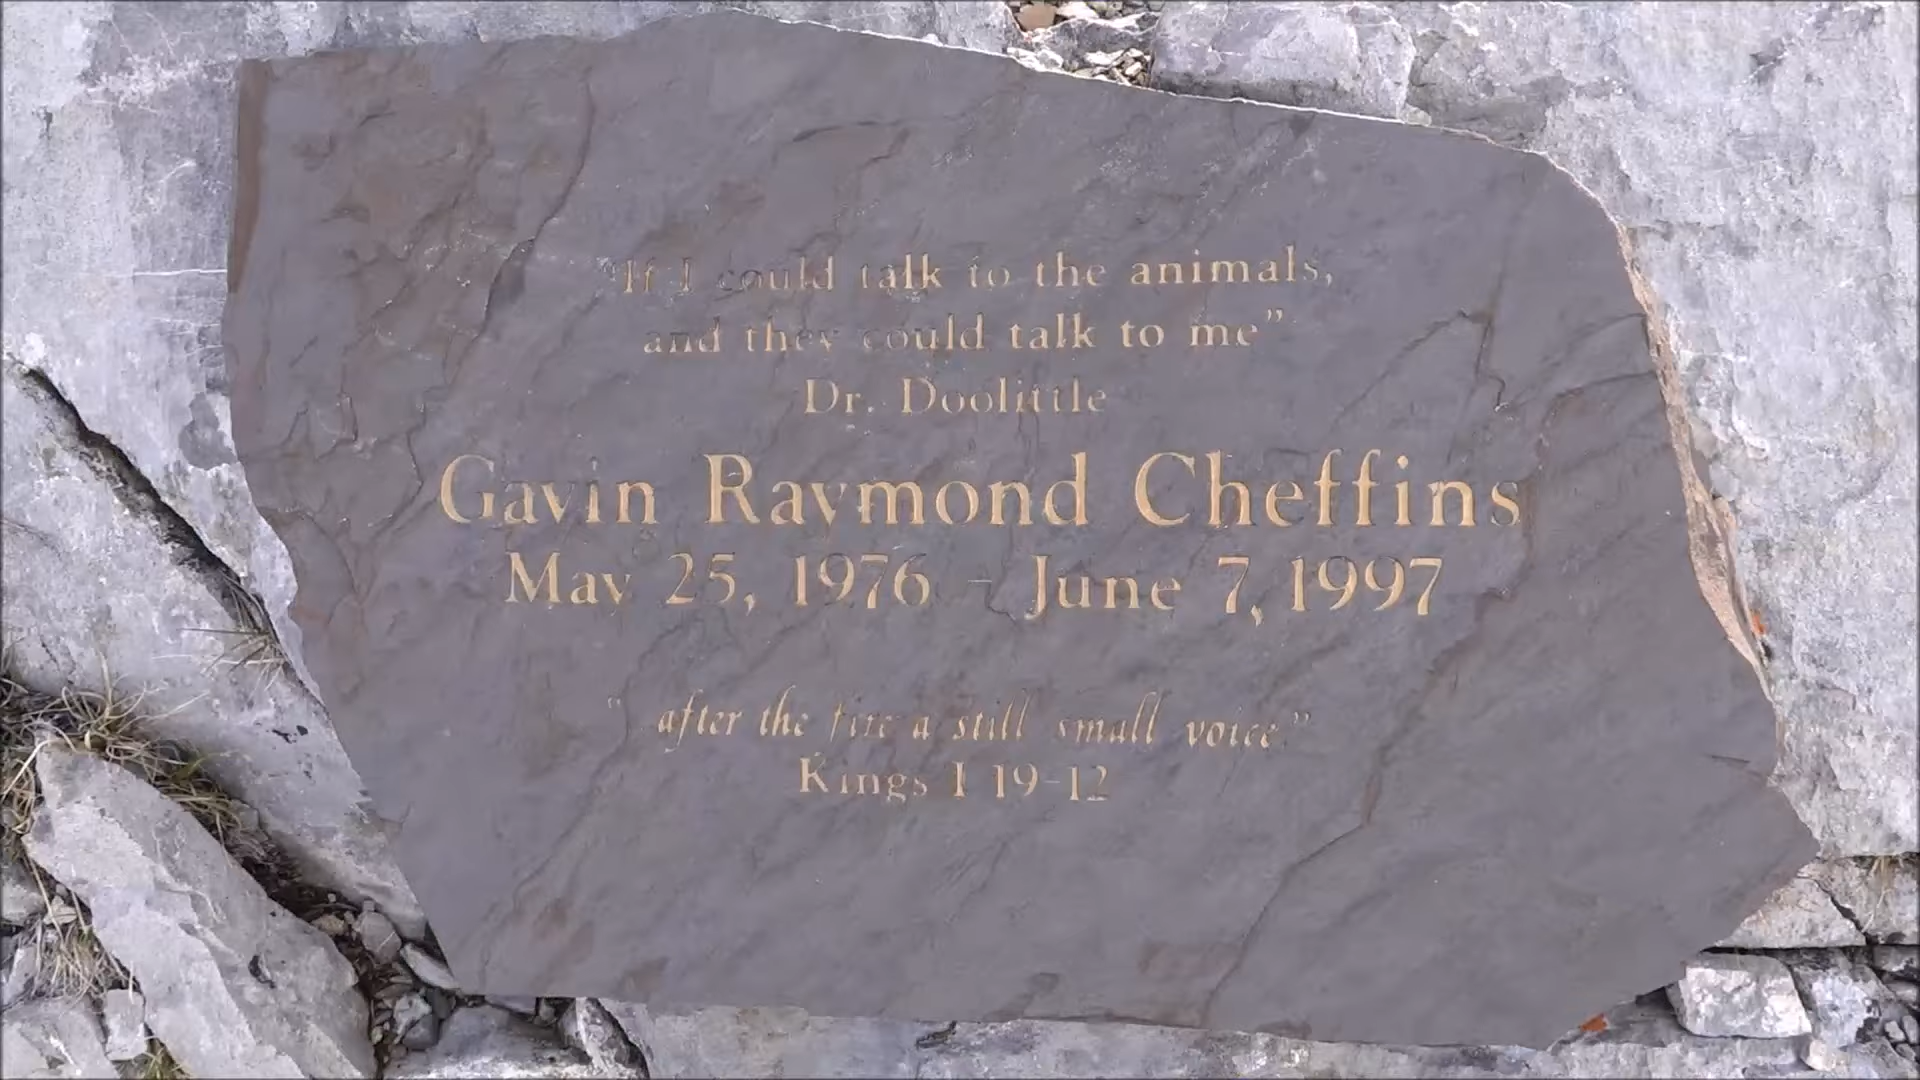 "If I could talk to the animals,
and they could talk to me"
Dr. Doolittle
Gavin Raymond Cheffins
May 25, 1976 - June 7, 1997
" after the fire a still small voice"
Kings I 19-12